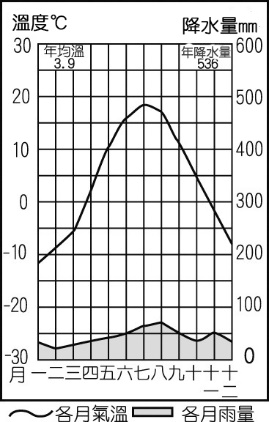 溫度℃ 降水量mm
30 年均溫 年降水量 600
3.9 536
20 500
10 400
0 300
-10 200
-20 100
-30 0
月 一 二 三 四 五 六 七 八 九 十 十一 十二
各月氣溫 各月雨量